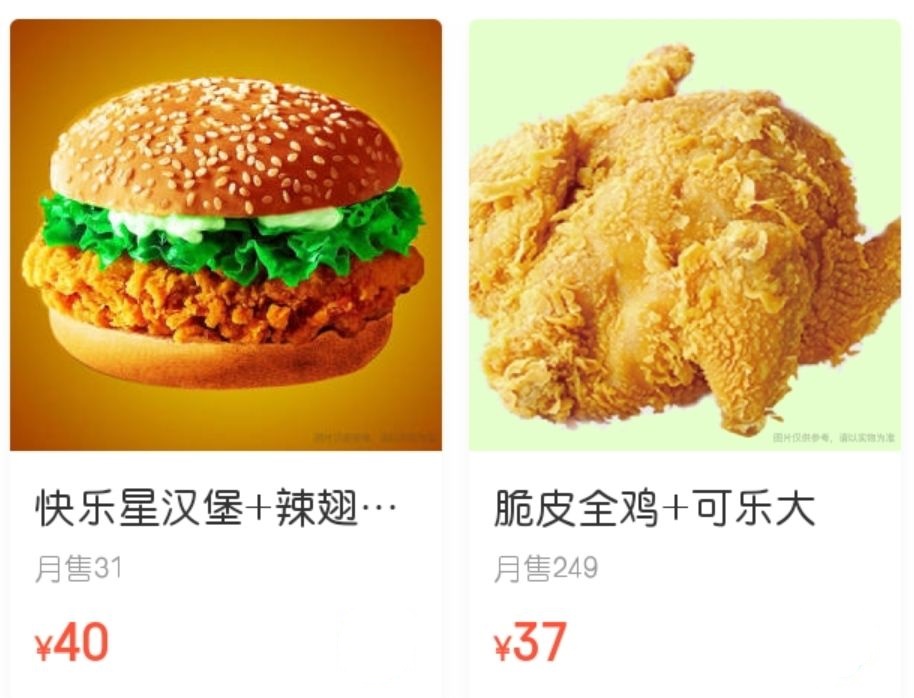 图片仅供参考，请以实物为准
图片仅供参考，请以实物为准
快乐星汉堡+辣翅…
脆皮全鸡+可乐大
月售31
月售249
¥40
¥37